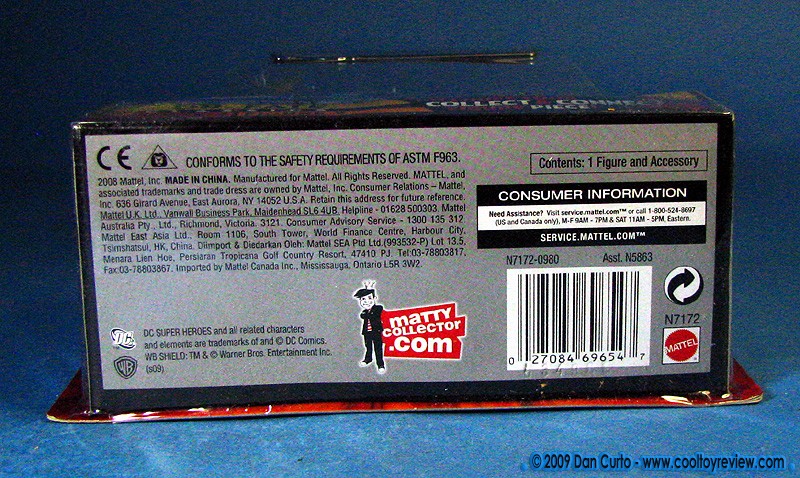 COLLECT & CONNE
PIECE
CE
CONFORMS TO THE SAFETY REQUIREMENTS OF ASTM F963.
2008 Mattel, Inc. MADE IN CHINA. Manufactured for Mattel. All Rights Reserved. MATTEL, and
associated trademarks and trade dress are owned by Mattel, Inc. Consumer Relations – Mattel,
Inc. 636 Girard Avenue, East Aurora, NY 14052 U.S.A. Retain this address for future reference.
Mattel U.K. Ltd., Vanwall Business Park, Maidenhead SL6 4UB. Helpline - 01628 500303. Mattel
Australia Pty., Ltd., Richmond, Victoria. 3121. Consumer Advisory Service - 1300 135 312.
Mattel East Asia Ltd., Room 1106, South Tower, World Finance Centre, Harbour City,
Tsimshatsui, HK, China. Diimport & Diedarkan Oleh: Mattel SEA Ptd Ltd.(993532-P) Lot 13.5,
Menara Lien Hoe, Persiaran Tropicana Golf Country Resort, 47410 PJ. Tel:03-78803817,
Fax:03-78803867. Imported by Mattel Canada Inc., Mississauga, Ontario L5R 3W2.
Contents: 1 Figure and Accessory
CONSUMER INFORMATION
Need Assistance? Visit service.mattel.com™ or call 1-800-524-8697
(US and Canada only), M-F 9AM - 7PM & SAT 11AM - 5PM, Eastern.
SERVICE.MATTEL.COM™
N7172-0980 Asst. N5863
0 27084 69654 7
N7172
MATTEL
DC
DC SUPER HEROES and all related characters
and elements are trademarks of and © DC Comics.
WB SHIELD: TM & © Warner Bros. Entertainment Inc.
(s09)
WB
matty
COLLECTOR
.com
© 2009 Dan Curto - www.cooltoyreview.com